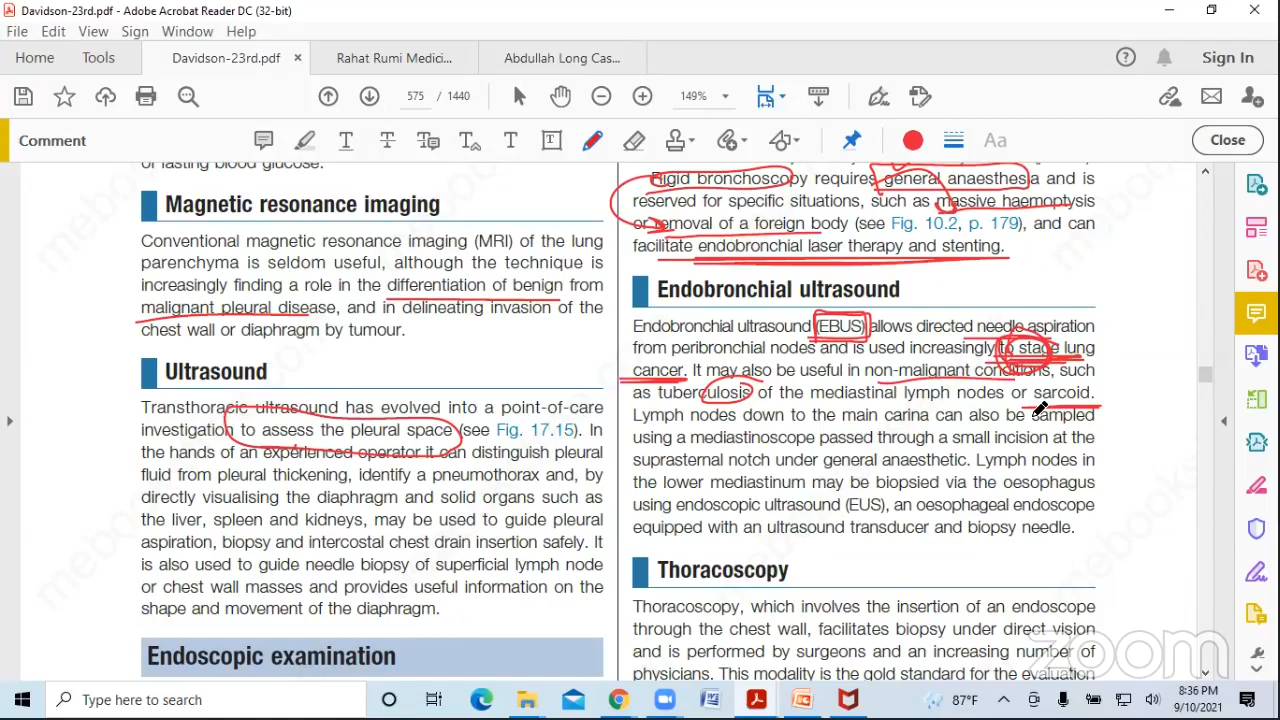 Davidson-23rd.pdf - Adobe Acrobat Reader DC (32-bit)
File Edit View Sign Window Help
Home Tools Davidson-23rd.pdf × Rahat Rumi Medici... Abdullah Long Cas... Sign In
575 / 1440 149%
Comment Aa Close
of fasting blood glucose.
Magnetic resonance imaging
Conventional magnetic resonance imaging (MRI) of the lung
parenchyma is seldom useful, although the technique is
increasingly finding a role in the differentiation of benign from
malignant pleural disease, and in delineating invasion of the
chest wall or diaphragm by tumour.
Ultrasound
Transthoracic ultrasound has evolved into a point-of-care
investigation to assess the pleural space (see Fig. 17.15). In
the hands of an experienced operator it can distinguish pleural
fluid from pleural thickening, identify a pneumothorax and, by
directly visualising the diaphragm and solid organs such as
the liver, spleen and kidneys, may be used to guide pleural
aspiration, biopsy and intercostal chest drain insertion safely. It
is also used to guide needle biopsy of superficial lymph node
or chest wall masses and provides useful information on the
shape and movement of the diaphragm.
Endoscopic examination
Rigid bronchoscopy requires general anaesthesia and is
reserved for specific situations, such as massive haemoptysis
or removal of a foreign body (see Fig. 10.2, p. 179), and can
facilitate endobronchial laser therapy and stenting.
Endobronchial ultrasound
Endobronchial ultrasound (EBUS) allows directed needle aspiration
from peribronchial nodes and is used increasingly to stage lung
cancer. It may also be useful in non-malignant conditions, such
as tuberculosis of the mediastinal lymph nodes or sarcoid.
Lymph nodes down to the main carina can also be sampled
using a mediastinoscope passed through a small incision at the
suprasternal notch under general anaesthetic. Lymph nodes in
the lower mediastinum may be biopsied via the oesophagus
using endoscopic ultrasound (EUS), an oesophageal endoscope
equipped with an ultrasound transducer and biopsy needle.
Thoracoscopy
Thoracoscopy, which involves the insertion of an endoscope
through the chest wall, facilitates biopsy under direct vision
and is performed by surgeons and an increasing number of
physicians. This modality is the gold standard for the evaluation
zoom
Type here to search
87°F
8:36 PM
9/10/2021